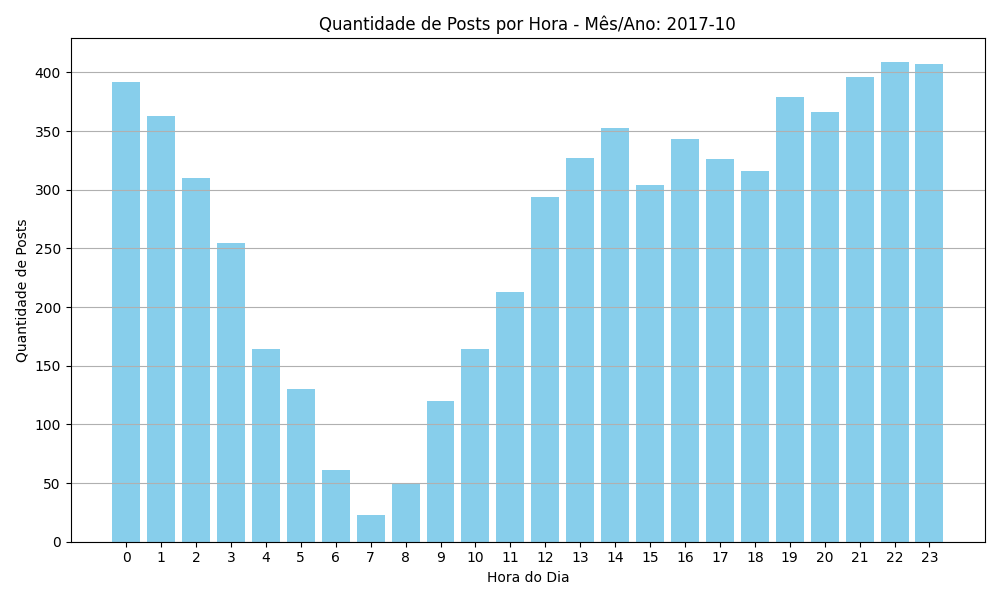 Quantidade de Posts por Hora - Mês/Ano: 2017-10
Quantidade de Posts
400
350
300
250
200
150
100
50
0
0 1 2 3 4 5 6 7 8 9 10 11 12 13 14 15 16 17 18 19 20 21 22 23
Hora do Dia